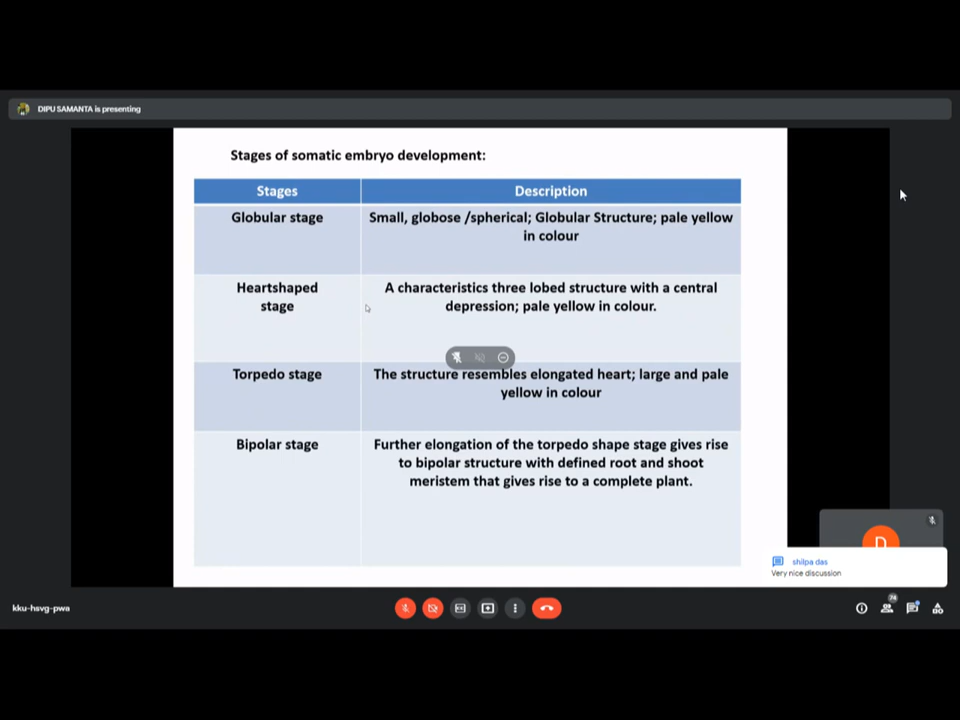 DIPU SAMANTA is presenting
Stages of somatic embryo development:
Stages
Description
Globular stage
Small, globose /spherical; Globular Structure; pale yellow
in colour
Heartshaped
stage
A characteristics three lobed structure with a central
depression; pale yellow in colour.
Torpedo stage
The structure resembles elongated heart; large and pale
yellow in colour
Bipolar stage
Further elongation of the torpedo shape stage gives rise
to bipolar structure with defined root and shoot
meristem that gives rise to a complete plant.
D
shilpa das
Very nice discussion
kku-hsvg-pwa
74